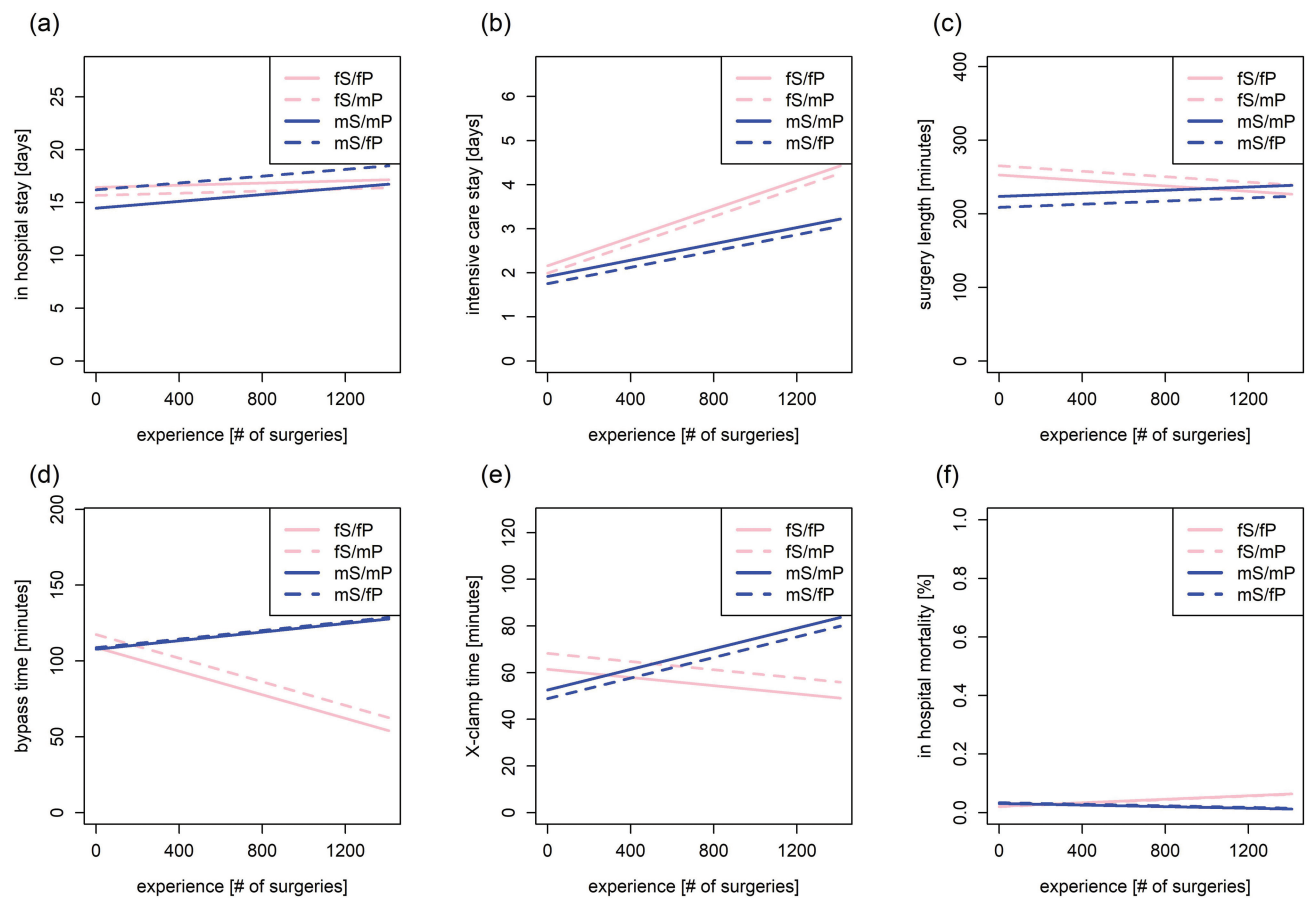 (a)
in hospital stay [days]
25
20
15
10
5
0
fS/fP
fS/mP
mS/mP
mS/fP
0 400 800 1200
experience [# of surgeries]
(b)
intensive care stay [days]
6
5
4
3
2
1
0
fS/fP
fS/mP
mS/mP
mS/fP
0 400 800 1200
experience [# of surgeries]
(c)
surgery length [minutes]
400
300
200
100
0
fS/fP
fS/mP
mS/mP
mS/fP
0 400 800 1200
experience [# of surgeries]
(d)
bypass time [minutes]
200
150
100
50
0
fS/fP
fS/mP
mS/mP
mS/fP
0 400 800 1200
experience [# of surgeries]
(e)
X-clamp time [minutes]
120
100
80
60
40
20
0
fS/fP
fS/mP
mS/mP
mS/fP
0 400 800 1200
experience [# of surgeries]
(f)
in hospital mortality [%]
1.0
0.8
0.6
0.4
0.2
0.0
fS/fP
fS/mP
mS/mP
mS/fP
0 400 800 1200
experience [# of surgeries]